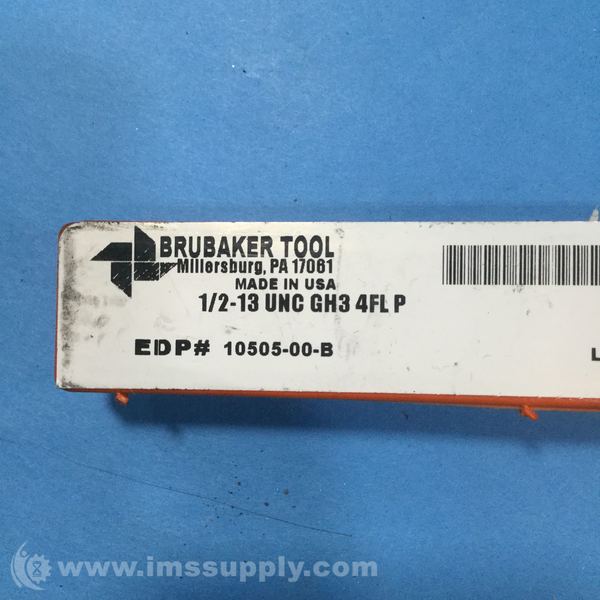 BRUBAKER TOOL
Millersburg, PA 17061
MADE IN USA
1/2-13 UNC GH3 4FL P
EDP# 10505-00-B
L
www.imssupply.com